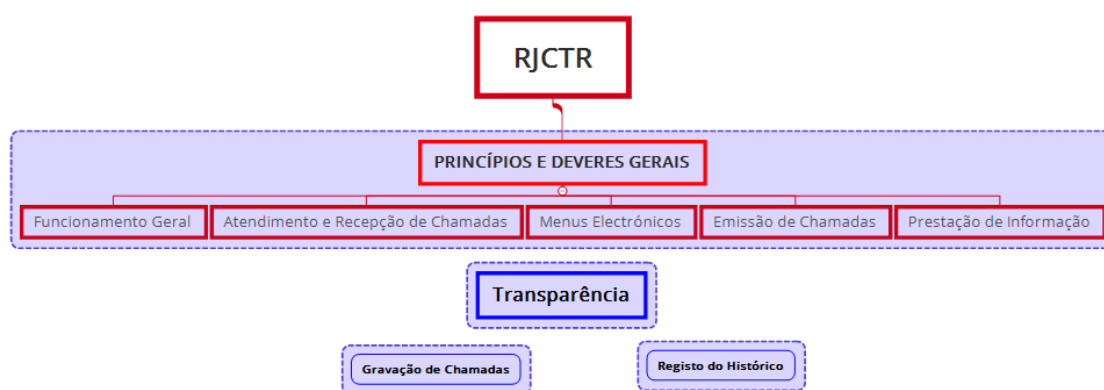 RJCTR
PRINCÍPIOS E DEVERES GERAIS
Funcionamento Geral
Atendimento e Recepção de Chamadas
Menus Electrónicos
Emissão de Chamadas
Prestação de Informação
Transparência
Gravação de Chamadas
Registo do Histórico